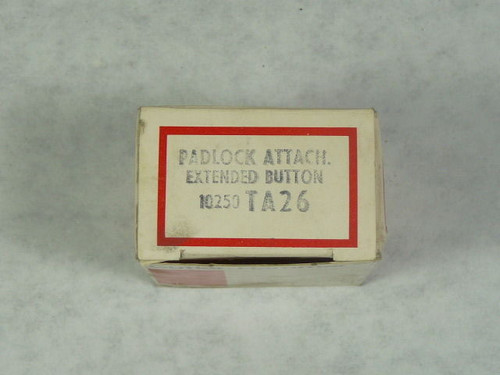 PADLOCK ATTACH.
EXTENDED BUTTON
10250 TA26